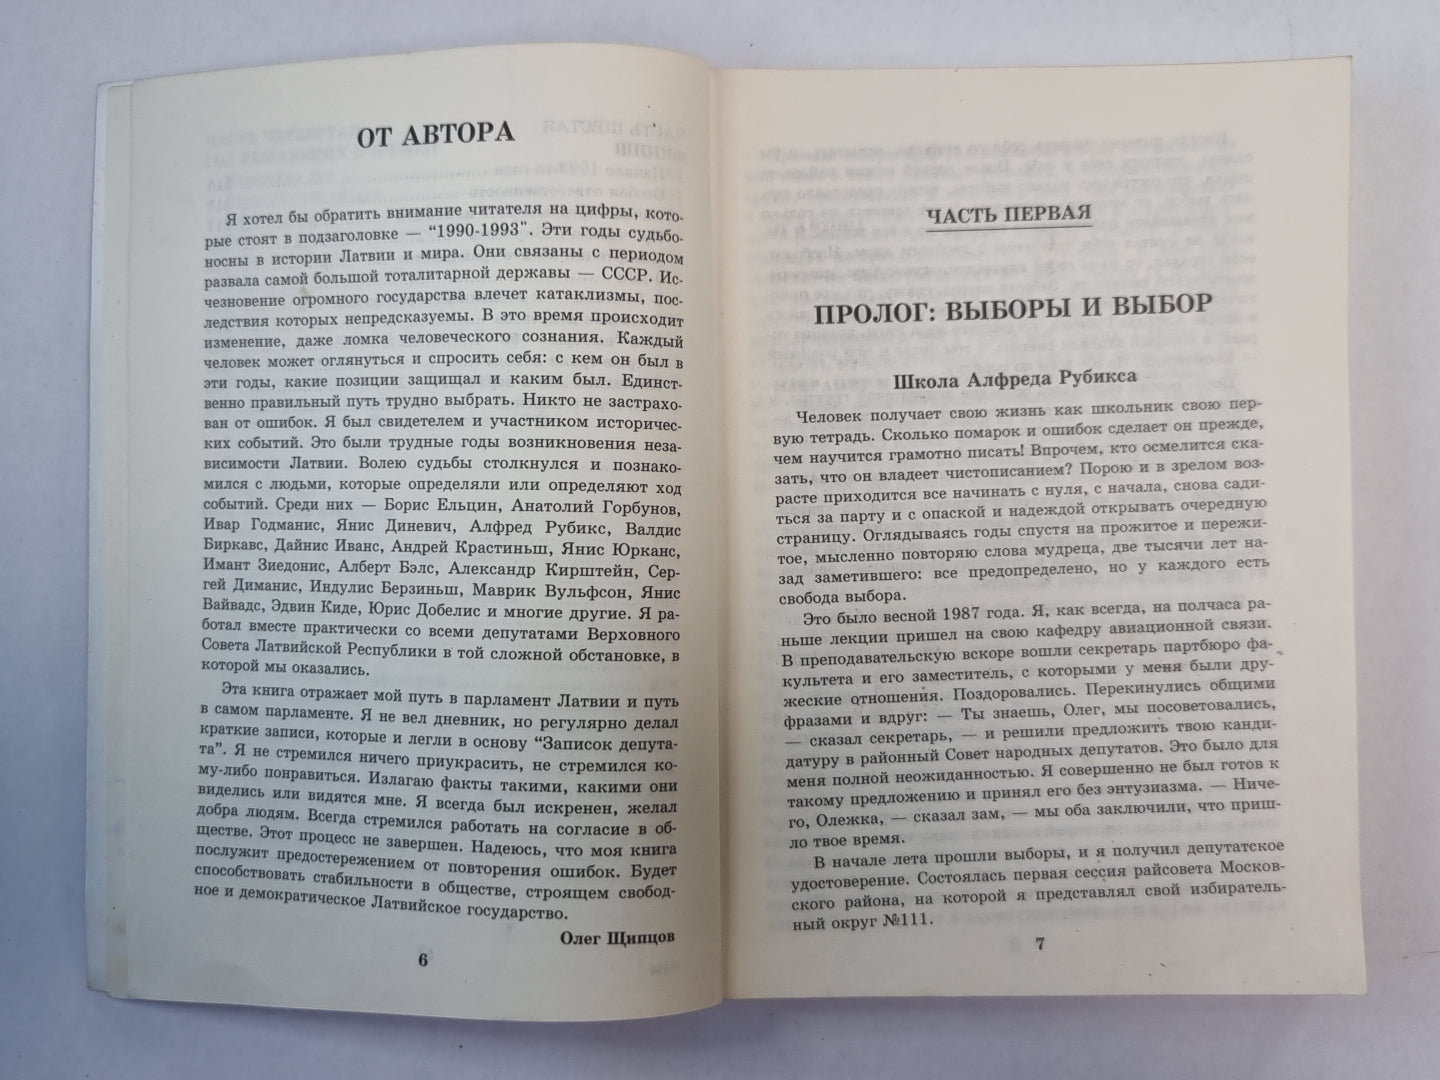 ОТ АВТОРА
Я хотел бы обратить внимание читателя на цифры, кото-
рые стоят в подзаголовке — “1990-1993”. Эти годы судьбо-
носны в истории Латвии и мира. Они связаны с периодом
развала самой большой тоталитарной державы — СССР. Ис-
чезновение огромного государства влечет катаклизмы, пос-
ледствия которых непредсказуемы. В это время происходит
изменение, даже ломка человеческого сознания. Каждый
человек может оглянуться и спросить себя: с кем он был в
эти годы, какие позиции защищал и каким был. Единст-
венно правильный путь трудно выбрать. Никто не застрахо-
ван от ошибок. Я был свидетелем и участником историчес-
ких событий. Это были трудные годы возникновения неза-
висимости Латвии. Волею судьбы столкнулся и познако-
мился с людьми, которые определяли или определяют ход
событий. Среди них — Борис Ельцин, Анатолий Горбунов,
Ивар Годманис, Янис Диневич, Алфред Рубикс, Валдис
Биркавс, Дайнис Иванс, Андрей Крастиньш, Янис Юрканс,
Имант Зиедонис, Алберт Бэлс, Александр Кирштейн, Сер-
гей Диманис, Индулис Берзиньш, Маврик Вульфсон, Янис
Вайвадс, Эдвин Киде, Юрис Добелис и многие другие. Я ра-
ботал вместе практически со всеми депутатами Верховного
Совета Латвийской Республики в той сложной обстановке, в
которой мы оказались.
Эта книга отражает мой путь в парламент Латвии и путь
в самом парламенте. Я не вел дневник, но регулярно делал
краткие записи, которые и легли в основу “Записок депута-
та”. Я не стремился ничего приукрасить, не стремился ко-
му-либо понравиться. Излагаю факты такими, какими они
виделись или видятся мне. Я всегда был искренен, желал
добра людям. Всегда стремился работать на согласие в об-
ществе. Этот процесс не завершен. Надеюсь, что моя книга
послужит предостережением от повторения ошибок. Будет
способствовать стабильности в обществе, строящем свобод-
ное и демократическое Латвийское государство.
Олег Щипцов
6
ЧАСТЬ ПЕРВАЯ
ПРОЛОГ: ВЫБОРЫ И ВЫБОР
Школа Алфреда Рубикса
Человек получает свою жизнь как школьник свою пер-
вую тетрадь. Сколько помарок и ошибок сделает он прежде,
чем научится грамотно писать! Впрочем, кто осмелится ска-
зать, что он владеет чистописанием? Порою и в зрелом воз-
расте приходится все начинать с нуля, с начала, снова сади-
ться за парту и с опаской и надеждой открывать очередную
страницу. Оглядываясь годы спустя на прожитое и пережи-
тое, мысленно повторяю слова мудреца, две тысячи лет на-
зад заметившего: все предопределено, но у каждого есть
свобода выбора.
Это было весной 1987 года. Я, как всегда, на полчаса ра-
ньше лекции пришел на свою кафедру авиационной связи.
В преподавательскую вскоре вошли секретарь партбюро фа-
культета и его заместитель, с которыми у меня были дру-
жеские отношения. Поздоровались. Перекинулись общими
фразами и вдруг: — Ты знаешь, Олег, мы посоветовались,
— сказал секретарь, — и решили предложить твою канди-
датуру в районный Совет народных депутатов. Это было для
меня полной неожиданностью. Я совершенно не был готов к
такому предложению и принял его без энтузиазма. — Ниче-
го, Олежка, — сказал зам, — мы оба заключили, что приш-
ло твое время.
В начале лета прошли выборы, и я получил депутатское
удостоверение. Состоялась первая сессия райсовета Москов-
ского района, на которой я представлял свой избиратель-
ный округ №111.
7